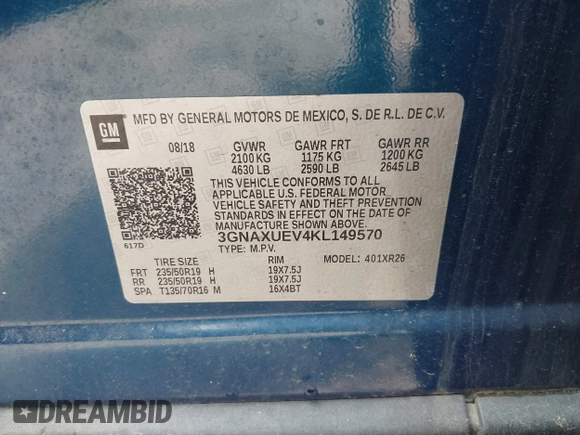 GM
MFD BY GENERAL MOTORS DE MEXICO, S. DE R.L. DE C.V.
08/18 GVWR GAWR FRT GAWR RR
2100 KG 1175 KG 1200 KG
4630 LB 2590 LB 2645 LB
THIS VEHICLE CONFORMS TO ALL
APPLICABLE U.S. FEDERAL MOTOR
VEHICLE SAFETY AND THEFT PREVENTION
STANDARDS IN EFFECT ON THE DATE OF
MANUFACTURE SHOWN ABOVE.
617D 3GNAXUEV4KL149570
TYPE: M.P.V.
TIRE SIZE RIM MODEL: 401XR26
FRT 235/50R19 H 19X7.5J
RR 235/50R19 H 19X7.5J
SPA T135/70R16 M 16X4BT
DREAMBID